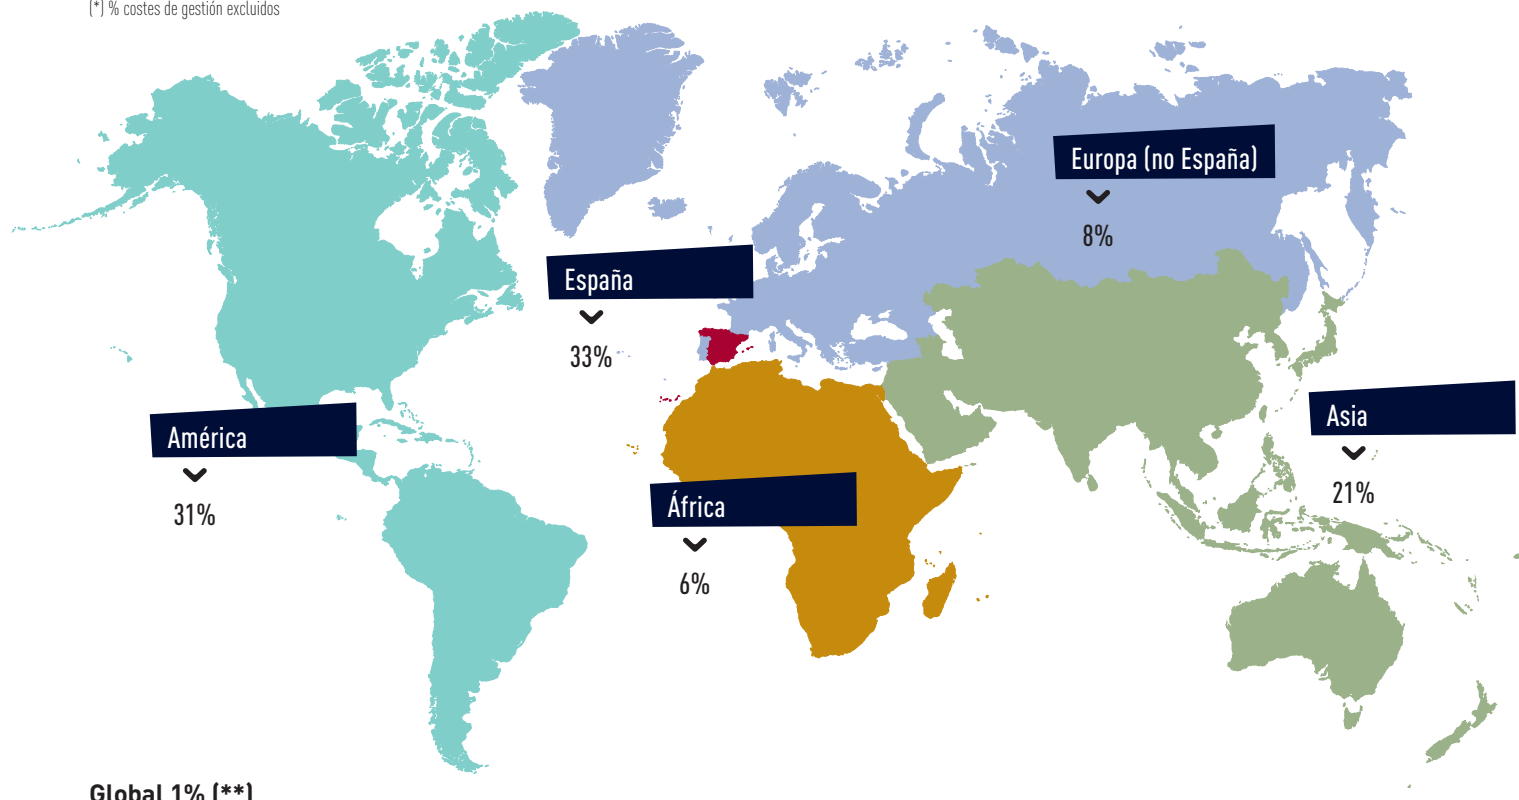 (*) % costes de gestión excluidos
Europa (no España)
8%
España
33%
América
31%
África
6%
Asia
21%
Global 1% (**)